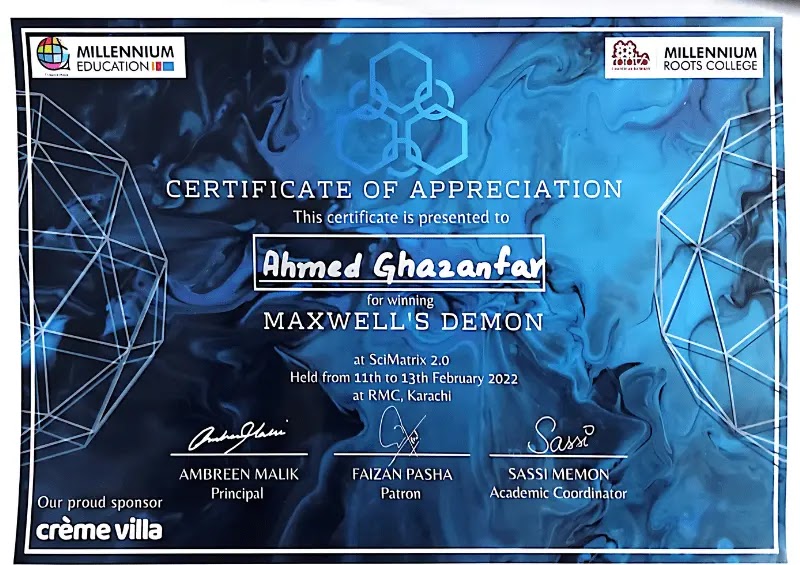 MILLENNIUM
EDUCATION
MILLENNIUM
ROOTS COLLEGE
CERTIFICATE OF APPRECIATION
This certificate is presented to
Ahmed Ghazanfar
for winning
MAXWELL'S DEMON
at SciMatrix 2.0
Held from 11th to 13th February 2022
at RMC, Karachi
Sassi
AMBREEN MALIK
Principal
FAIZAN PASHA
Patron
SASSI MEMON
Academic Coordinator
Our proud sponsor
crème villa